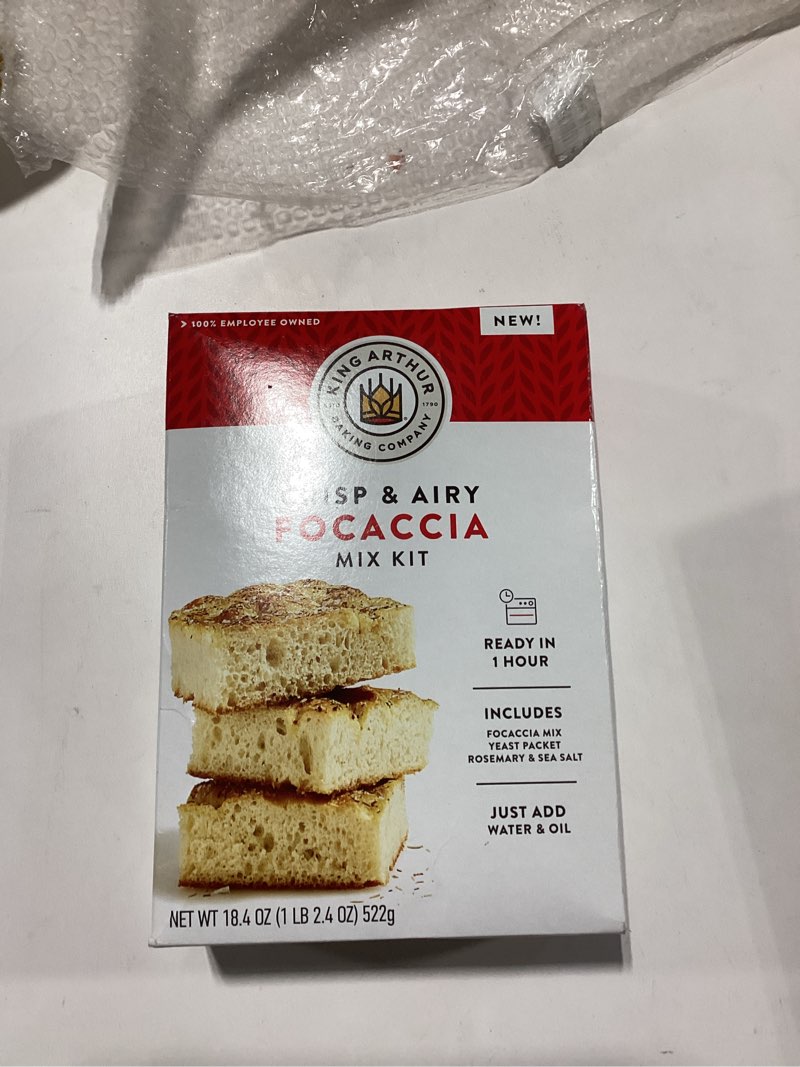 > 100% EMPLOYEE OWNED
NEW!
KING ARTHUR
1790
BAKING COMPANY
& AIRY
FOCACCIA
MIX KIT
READY IN
1 HOUR
INCLUDES
FOCACCIA MIX
YEAST PACKET
ROSEMARY & SEA SALT
JUST ADD
WATER & OIL
NET WT 18.4 OZ (1 LB 2.4 OZ) 522g